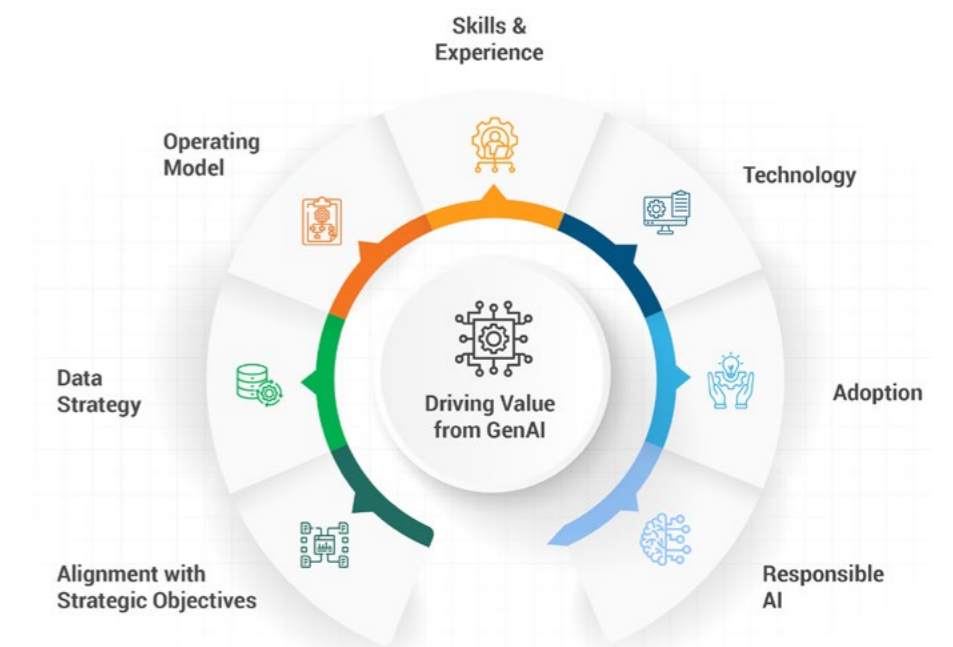 Skills &
Experience
Operating
Model
Technology
Data
Strategy
Driving Value
from GenAI
Adoption
Alignment with
Strategic Objectives
Responsible
AI